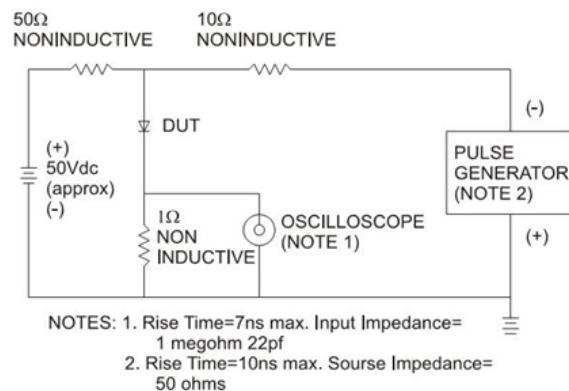 50Ω
NONINDUCTIVE
10Ω
NONINDUCTIVE
(+)
50Vdc
(approx)
(-)
DUT
1Ω
NON
INDUCTIVE
OSCILLOSCOPE
(NOTE 1)
(-)
PULSE
GENERATOR
(NOTE 2)
(+)
NOTES: 1. Rise Time=7ns max. Input Impedance=
1 megohm 22pf
2. Rise Time=10ns max. Sourse Impedance=
50 ohms